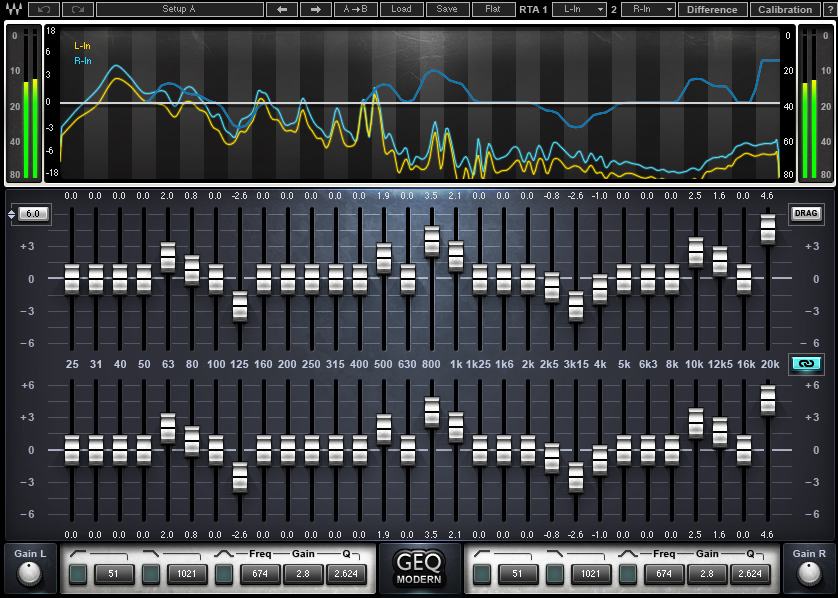 Setup A A→B Load Save Flat RTA 1 L-In 2 R-In Difference Calibration ?
0 10 20 40 80
18 6 3 0 -3 -6 -18
L-In
R-In
0 20 40 60 80
0 10 20 40 80
0.0 0.0 0.0 0.0 2.0 0.8 0.0 -2.6 0.0 0.0 0.0 0.0 0.0 1.9 0.0 3.5 2.1 0.0 0.0 0.0 -0.8 -2.6 -0.8 0.0 0.0 0.0 2.5 1.6 0.0 4.6
6.0 DRAG
+3 +3
0 0
-3 -3
-6 -6
25 31 40 50 63 80 100 125 160 200 250 315 400 500 630 800 1k 1k25 1k6 2k 2k5 3k15 4k 5k 6k3 8k 10k 12k5 16k 20k
+6 +6
+3 +3
0 0
-3 -3
-6 -6
0.0 0.0 0.0 0.0 2.0 0.8 0.0 -2.6 0.0 0.0 0.0 0.0 0.0 1.9 0.0 3.5 2.1 0.0 0.0 0.0 -0.8 -2.6 -0.8 0.0 0.0 0.0 2.5 1.6 0.0 4.6
Gain L Freq Gain Q Freq Gain Q Gain R
51 1021 674 2.8 2.624 51 1021 674 2.8 2.624
GEQ
MODERN